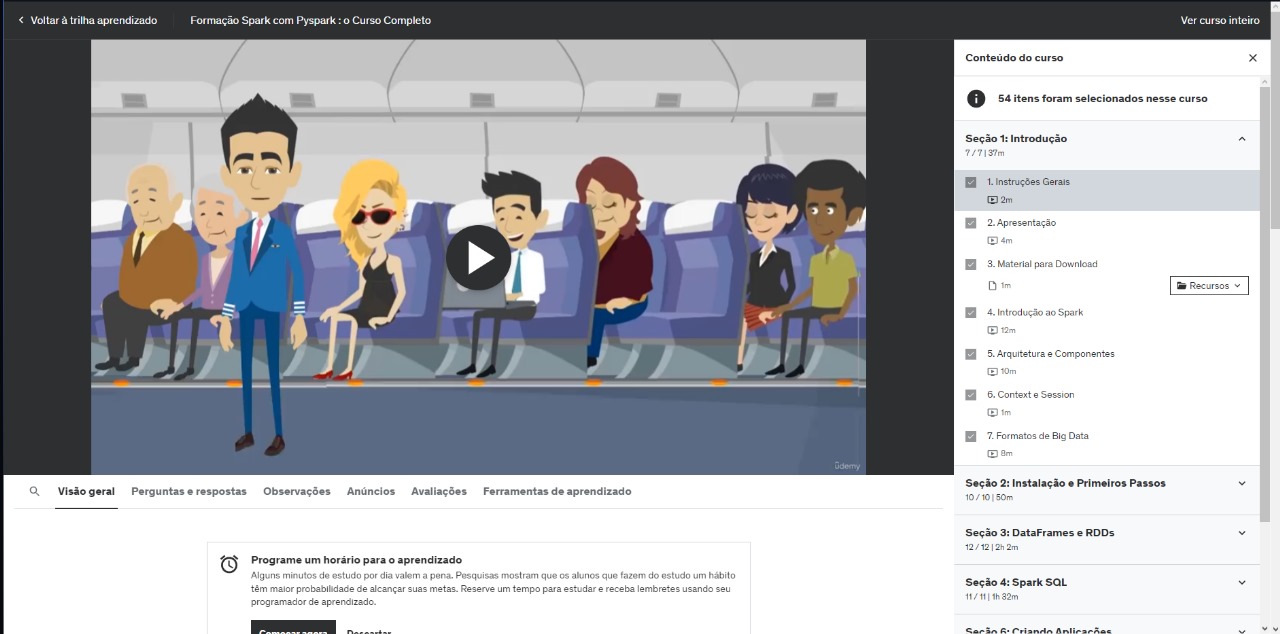 Voltar à trilha aprendizado
Formação Spark com Pyspark : o Curso Completo
Ver curso inteiro
Conteúdo do curso
54 itens foram selecionados nesse curso
Seção 1: Introdução
7 / 7 | 37m
1. Instruções Gerais
2m
2. Apresentação
4m
3. Material para Download
1m
Recursos
4. Introdução ao Spark
12m
5. Arquitetura e Componentes
10m
6. Context e Session
1m
7. Formatos de Big Data
8m
Seção 2: Instalação e Primeiros Passos
10 / 10 | 50m
Seção 3: DataFrames e RDDs
12 / 12 | 2h 2m
Seção 4: Spark SQL
11 / 11 | 1h 32m
Seção 6: Criando Aplicações
ûdemy
Visão geral
Perguntas e respostas
Observações
Anúncios
Avaliações
Ferramentas de aprendizado
Programe um horário para o aprendizado
Alguns minutos de estudo por dia valem a pena. Pesquisas mostram que os alunos que fazem do estudo um hábito
têm maior probabilidade de alcançar suas metas. Reserve um tempo para estudar e receba lembretes usando seu
programador de aprendizado.
Começar agora
Descartar